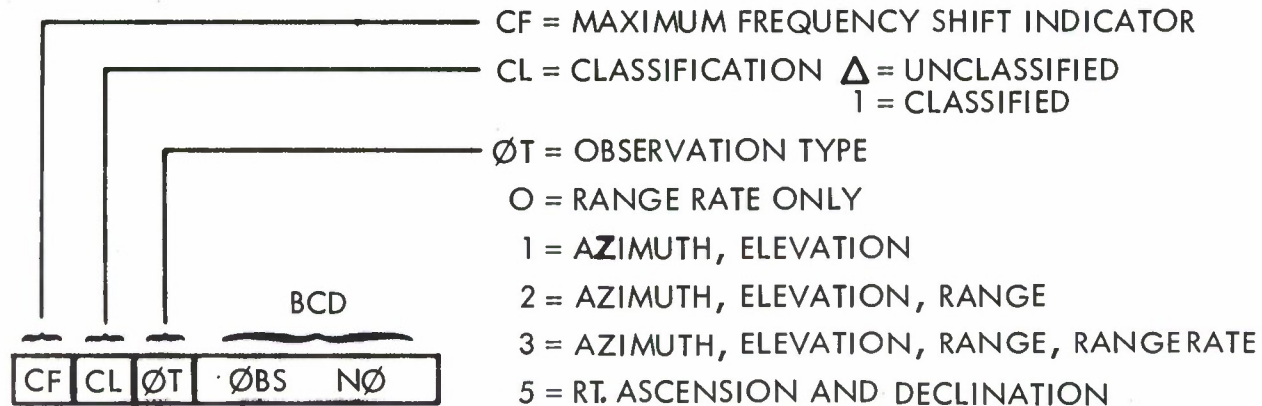 CF = MAXIMUM FREQUENCY SHIFT INDICATOR
CL = CLASSIFICATION Δ = UNCLASSIFIED
1 = CLASSIFIED
ØT = OBSERVATION TYPE
O = RANGE RATE ONLY
1 = AZIMUTH, ELEVATION
2 = AZIMUTH, ELEVATION, RANGE
3 = AZIMUTH, ELEVATION, RANGE, RANGE RATE
5 = RT. ASCENSION AND DECLINATION
BCD
CF CL ØT ØBS NØ